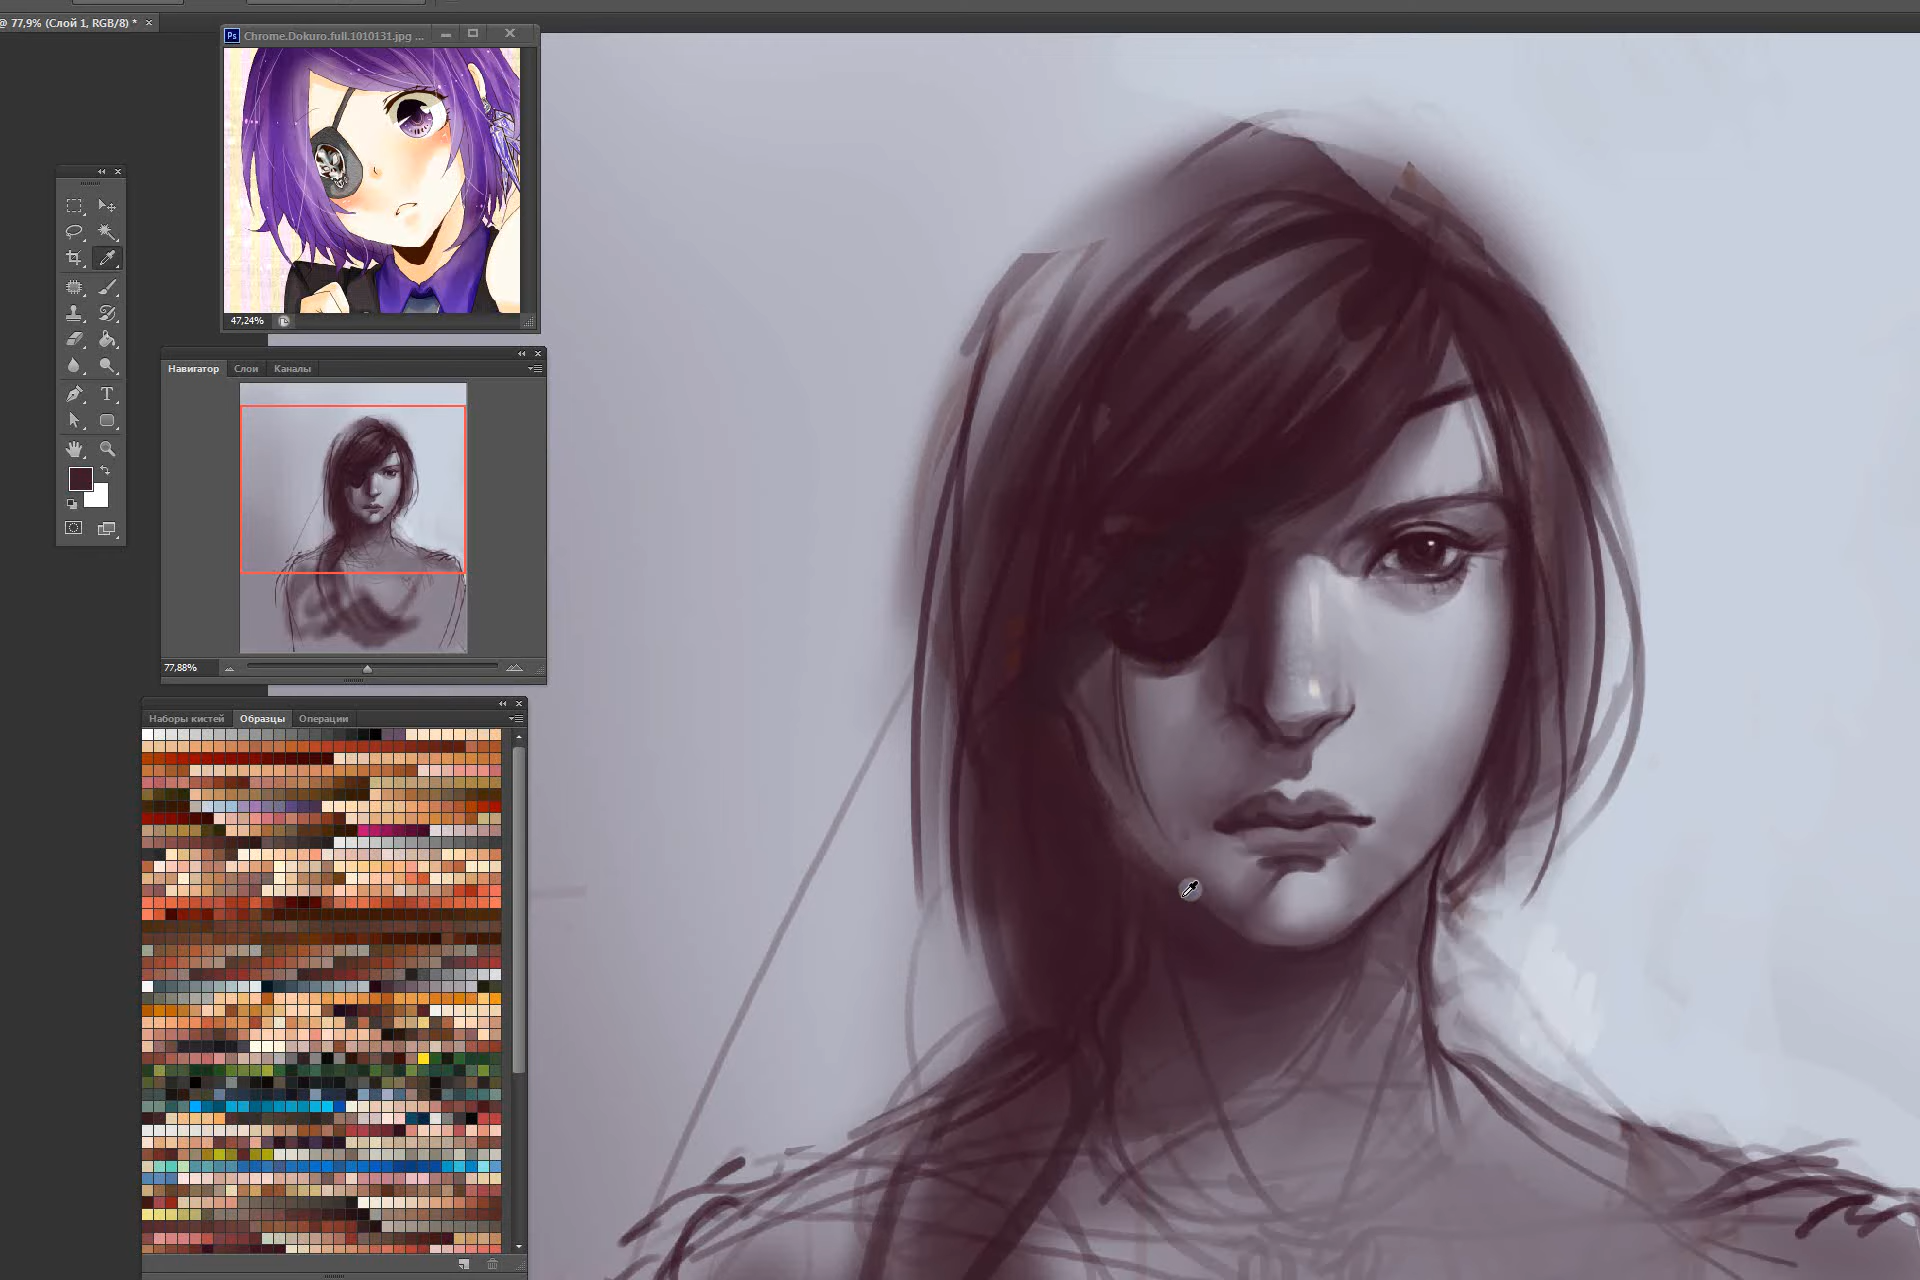 @ 77,9% (Слой 1, RGB/8) *
Ps Chrome.Dokuro.full.1010131.jpg ...
47,24%
Навигатор Слои Каналы
77,88%
Наборы кистей Образцы Операции
T